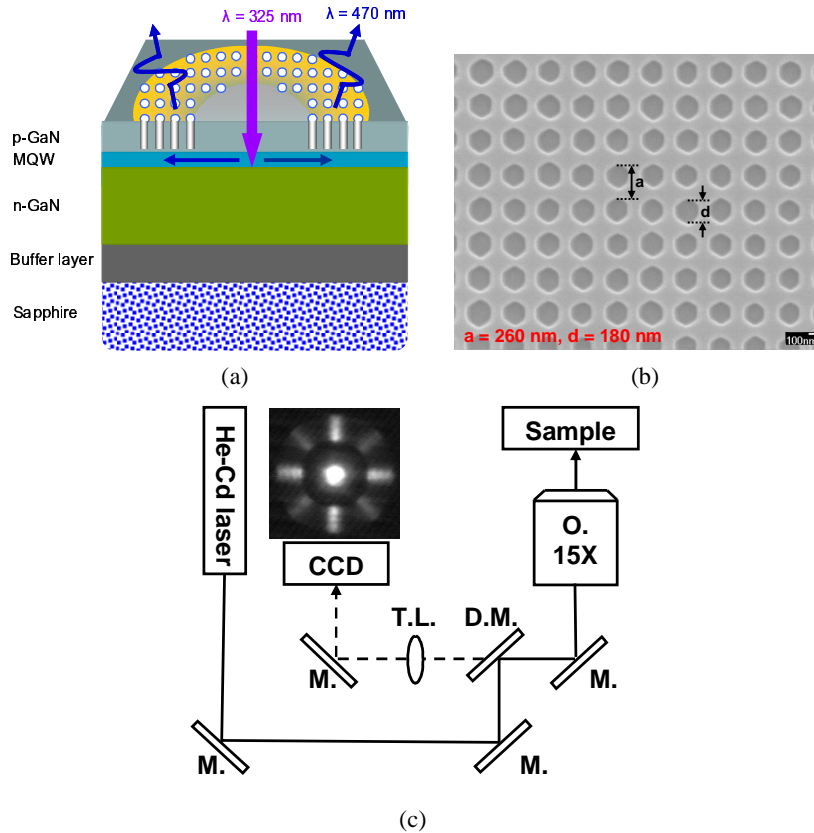 λ = 325 nm
λ = 470 nm
p-GaN
MQW
n-GaN
Buffer layer
Sapphire
(a)
a
d
a = 260 nm, d = 180 nm
100nm
(b)
He-Cd laser
CCD
Sample
O.
15X
T.L.
D.M.
M.
M.
M.
M.
(c)